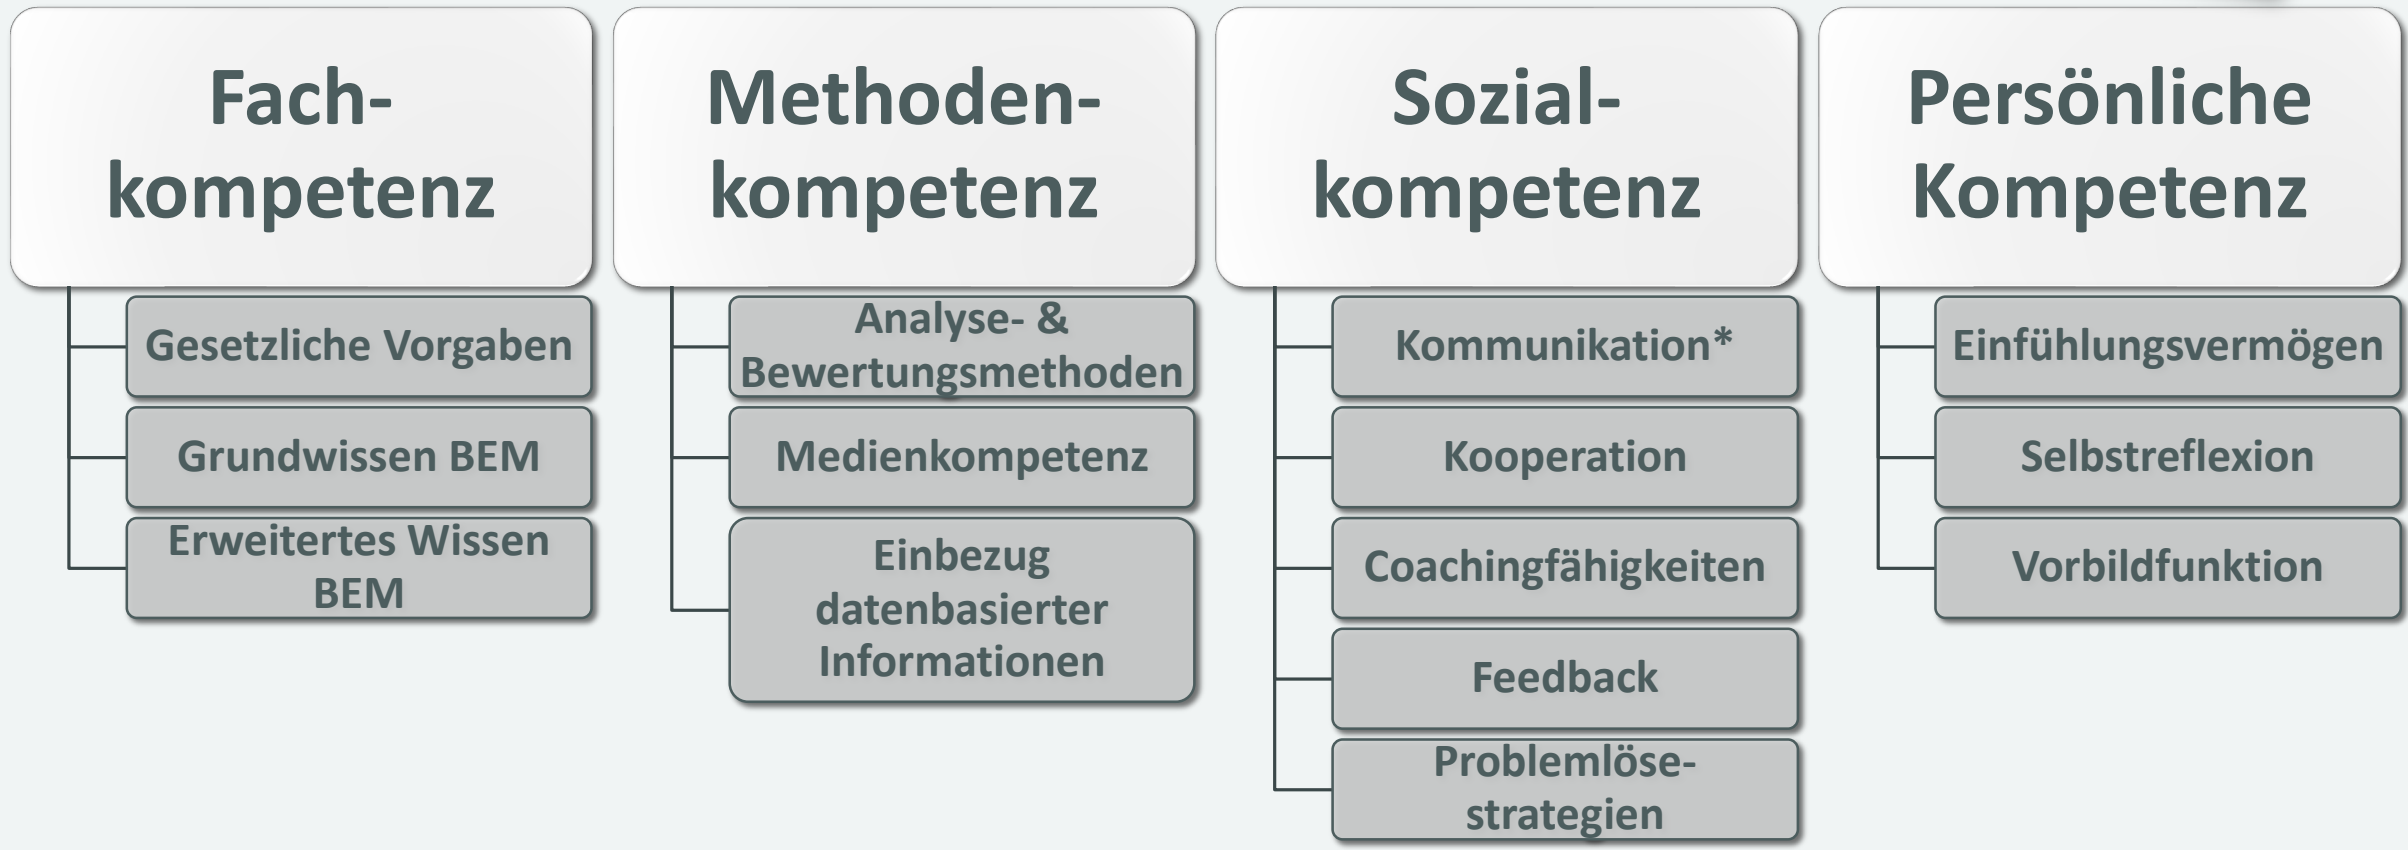 Fach-
kompetenz
Gesetzliche Vorgaben
Grundwissen BEM
Erweitertes Wissen
BEM
Methoden-
kompetenz
Analyse- &
Bewertungsmethoden
Medienkompetenz
Einbezug
datenbasierter
Informationen
Sozial-
kompetenz
Kommunikation*
Kooperation
Coachingfähigkeiten
Feedback
Problemlöse-
strategien
Persönliche
Kompetenz
Einfühlungsvermögen
Selbstreflexion
Vorbildfunktion